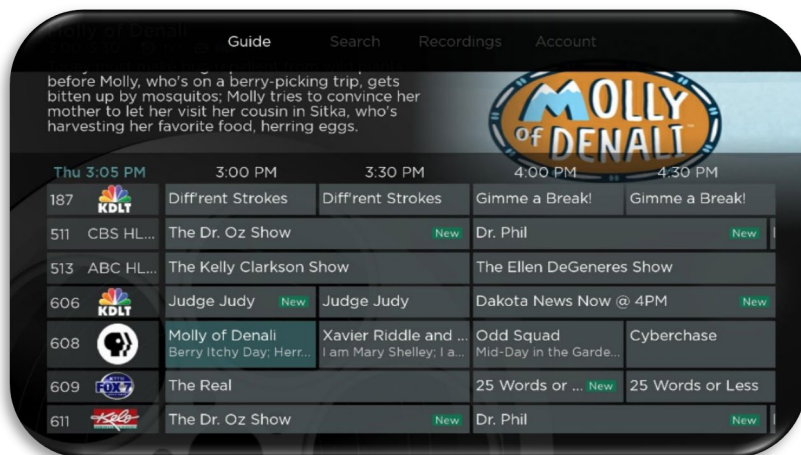 Molly of Denali
Guide Search Recordings Account
before Molly, who's on a berry-picking trip, gets
bitten up by mosquitos; Molly tries to convince her
mother to let her visit her cousin in Sitka, who's
harvesting her favorite food, herring eggs.
MOLLY
OF DENALI
Thu 3:05 PM 3:00 PM 3:30 PM 4:00 PM 4:30 PM
187 KDLT Diff'rent Strokes Diff'rent Strokes Gimme a Break! Gimme a Break!
511 CBS HL... The Dr. Oz Show New Dr. Phil New
513 ABC HL... The Kelly Clarkson Show The Ellen DeGeneres Show
606 KDLT Judge Judy New Judge Judy Dakota News Now @ 4PM New
608 Molly of Denali Xavier Riddle and ... Odd Squad Cyberchase
Berry Itchy Day; Herr... I am Mary Shelley; I a... Mid-Day in the Garde...
609 FOX 7 The Real 25 Words or ... New 25 Words or Less
611 Kelo The Dr. Oz Show New Dr. Phil New